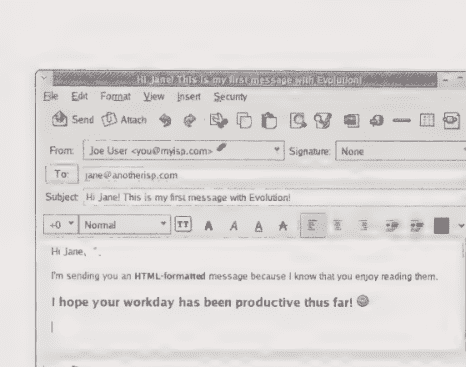 Hi Jane! This is my first message with Evolution!
File Edit Format View Insert Security
Send Attach
From: Joe User <you@myisp.com> Signature: None
To: jane@anotherisp.com
Subject: Hi Jane! This is my first message with Evolution!
+0 Normal TT A A A A
Hi Jane,
I'm sending you an HTML-formatted message because I know that you enjoy reading them.
I hope your workday has been productive thus far!